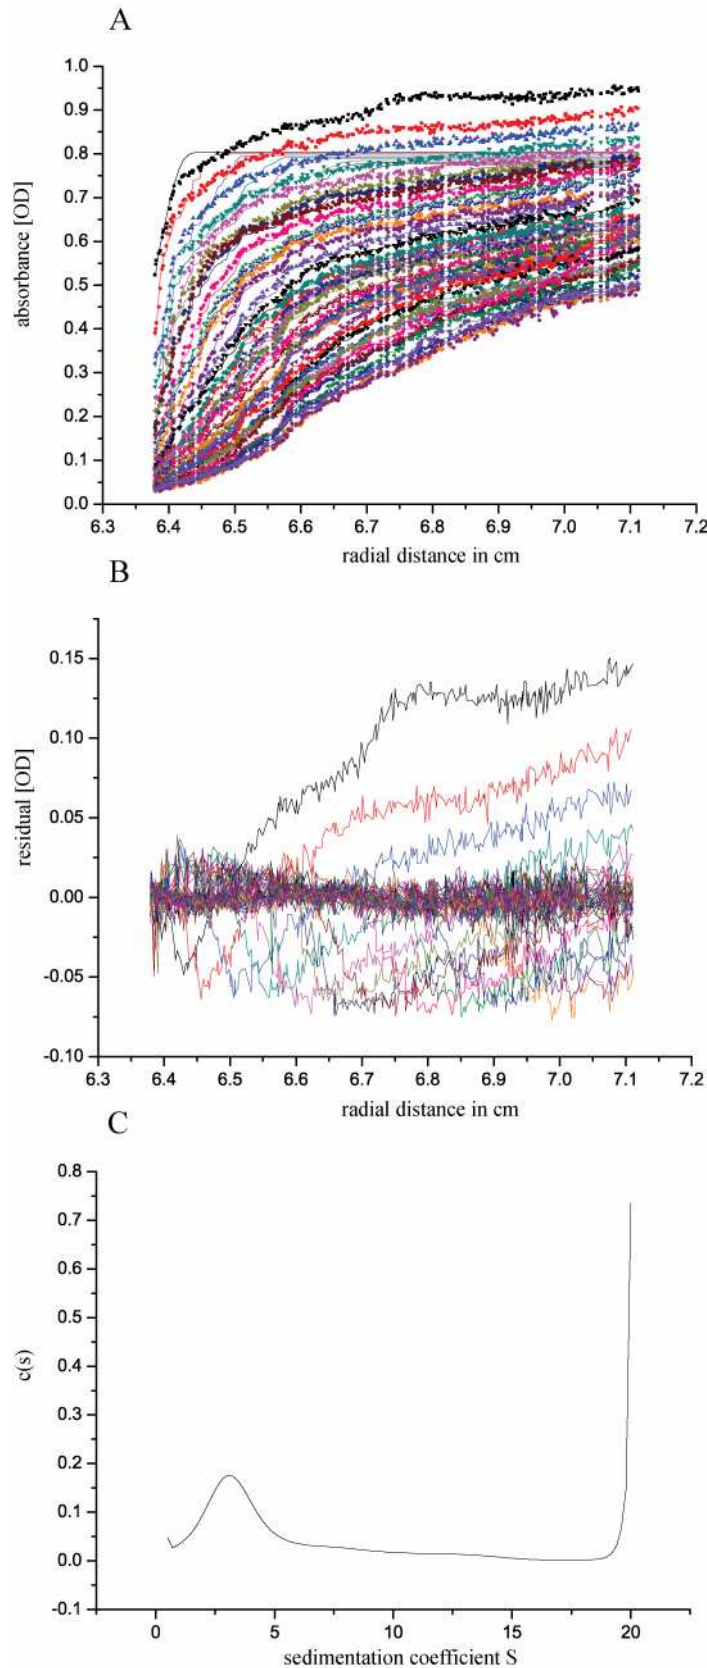 A
1.0
0.9
0.8
0.7
0.6
0.5
0.4
0.3
0.2
0.1
0.0
absorbance [OD]
6.3 6.4 6.5 6.6 6.7 6.8 6.9 7.0 7.1 7.2
radial distance in cm
B
0.15
0.10
0.05
0.00
-0.05
-0.10
residual [OD]
6.3 6.4 6.5 6.6 6.7 6.8 6.9 7.0 7.1 7.2
radial distance in cm
C
0.8
0.7
0.6
0.5
0.4
0.3
0.2
0.1
0.0
-0.1
c(s)
0 5 10 15 20
sedimentation coefficient S